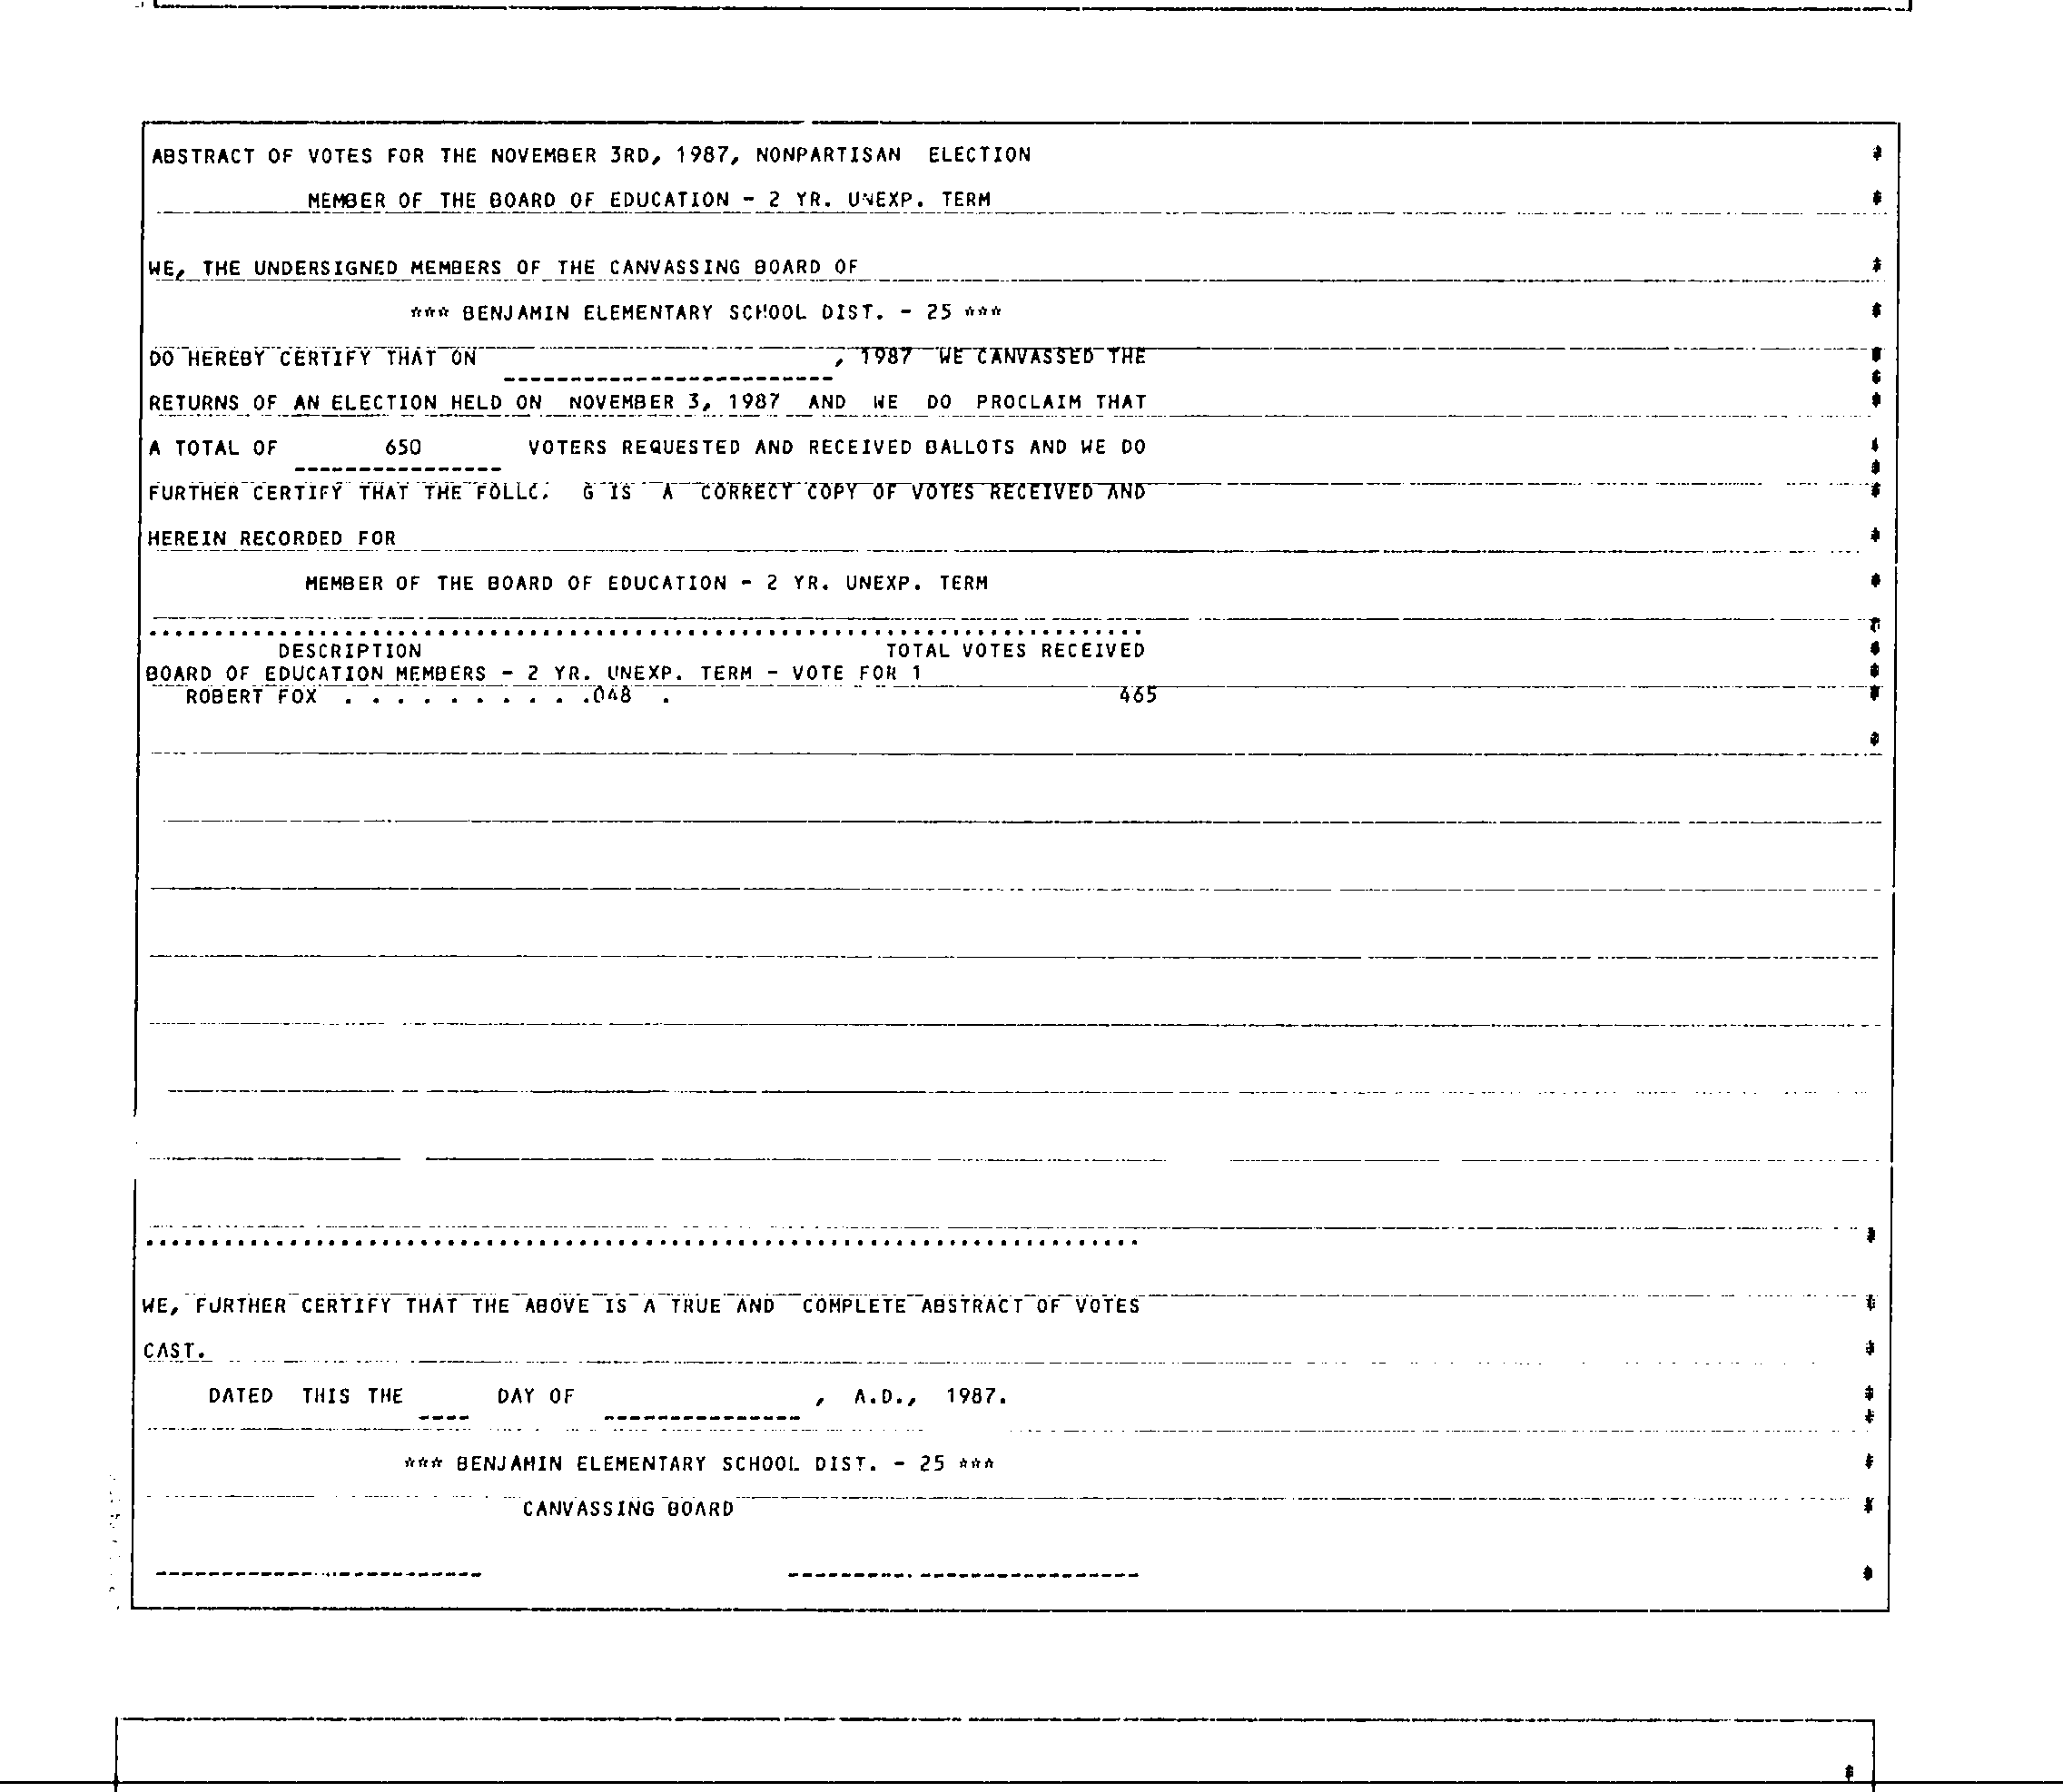 ABSTRACT OF VOTES FOR THE NOVEMBER 3RD, 1987, NONPARTISAN ELECTION
MEMBER OF THE BOARD OF EDUCATION - 2 YR. UNEXP. TERM
WE, THE UNDERSIGNED MEMBERS OF THE CANVASSING BOARD OF
*** BENJAMIN ELEMENTARY SCHOOL DIST. - 25 ***
DO HEREBY CERTIFY THAT ON , 1987 WE CANVASSED THE
RETURNS OF AN ELECTION HELD ON NOVEMBER 3, 1987 AND WE DO PROCLAIM THAT
A TOTAL OF 650 VOTERS REQUESTED AND RECEIVED BALLOTS AND WE DO
FURTHER CERTIFY THAT THE IS A CORRECT COPY OF VOTES RECEIVED AND
HEREIN RECORDED FOR
MEMBER OF THE BOARD OF EDUCATION - 2 YR. UNEXP. TERM
DESCRIPTION TOTAL VOTES RECEIVED
BOARD OF EDUCATION MEMBERS - 2 YR. UNEXP. TERM - VOTE FOR 1
ROBERT FOX . . . . . . . . . .048 . 465
WE, FURTHER CERTIFY THAT THE ABOVE IS A TRUE AND COMPLETE ABSTRACT OF VOTES
CAST.
DATED THIS THE DAY OF , A.D., 1987.
*** BENJAMIN ELEMENTARY SCHOOL DIST. - 25 ***
CANVASSING BOARD